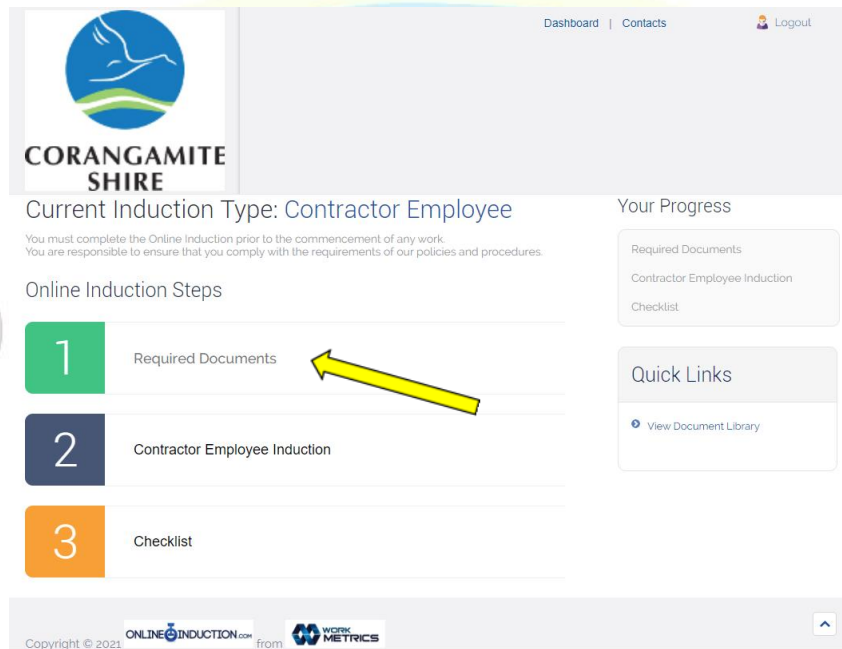 Dashboard | Contacts
Logout
CORANGAMITE
SHIRE
Current Induction Type: Contractor Employee
You must complete the Online Induction prior to the commencement of any work.
You are responsible to ensure that you comply with the requirements of our policies and procedures.
Online Induction Steps
1 Required Documents
2 Contractor Employee Induction
3 Checklist
Your Progress
Required Documents
Contractor Employee Induction
Checklist
Quick Links
View Document Library
Copyright © 2021 ONLINEINDUCTION.COM from WORK METRICS